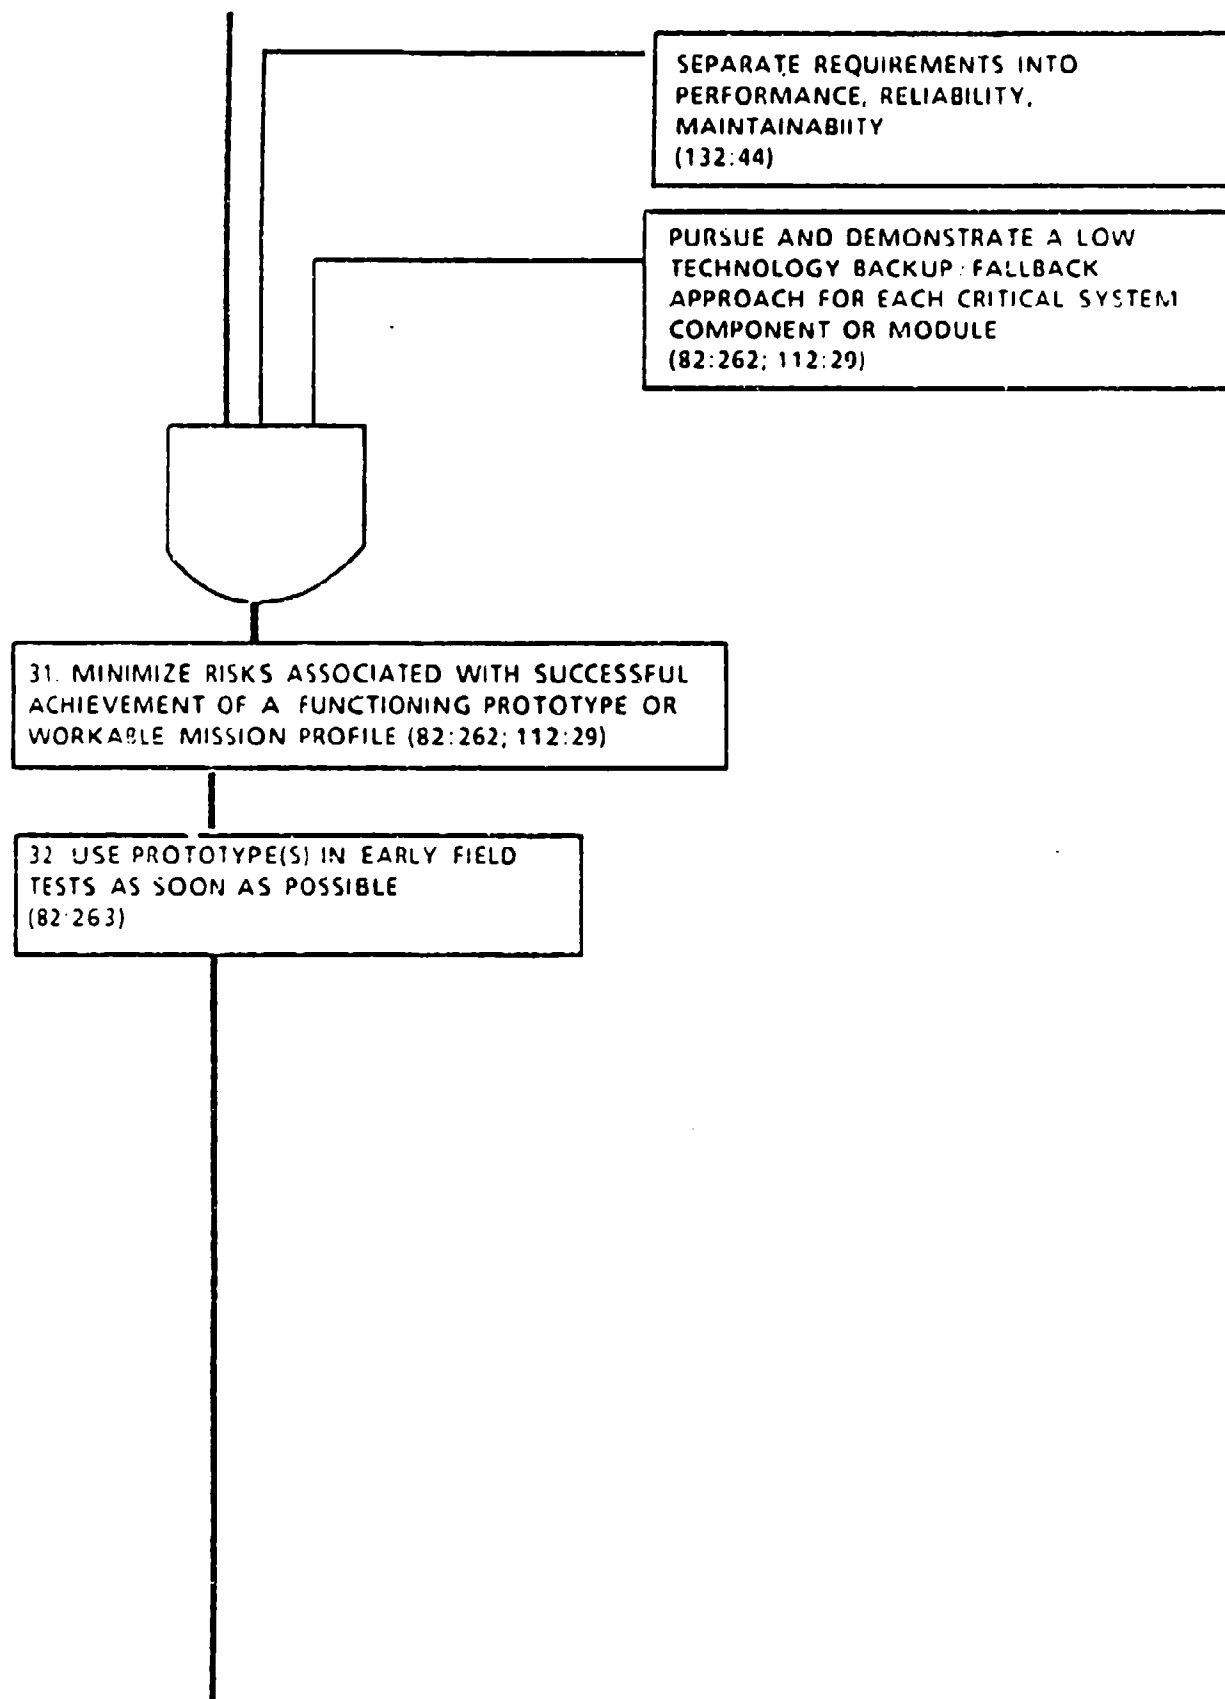 SEPARATE REQUIREMENTS INTO
PERFORMANCE, RELIABILITY,
MAINTAINABIITY
(132:44)
PURSUE AND DEMONSTRATE A LOW
TECHNOLOGY BACKUP/FALLBACK
APPROACH FOR EACH CRITICAL SYSTEM
COMPONENT OR MODULE
(82:262; 112:29)
31. MINIMIZE RISKS ASSOCIATED WITH SUCCESSFUL
ACHIEVEMENT OF A FUNCTIONING PROTOTYPE OR
WORKABLE MISSION PROFILE (82:262; 112:29)
32 USE PROTOTYPE(S) IN EARLY FIELD
TESTS AS SOON AS POSSIBLE
(82:263)